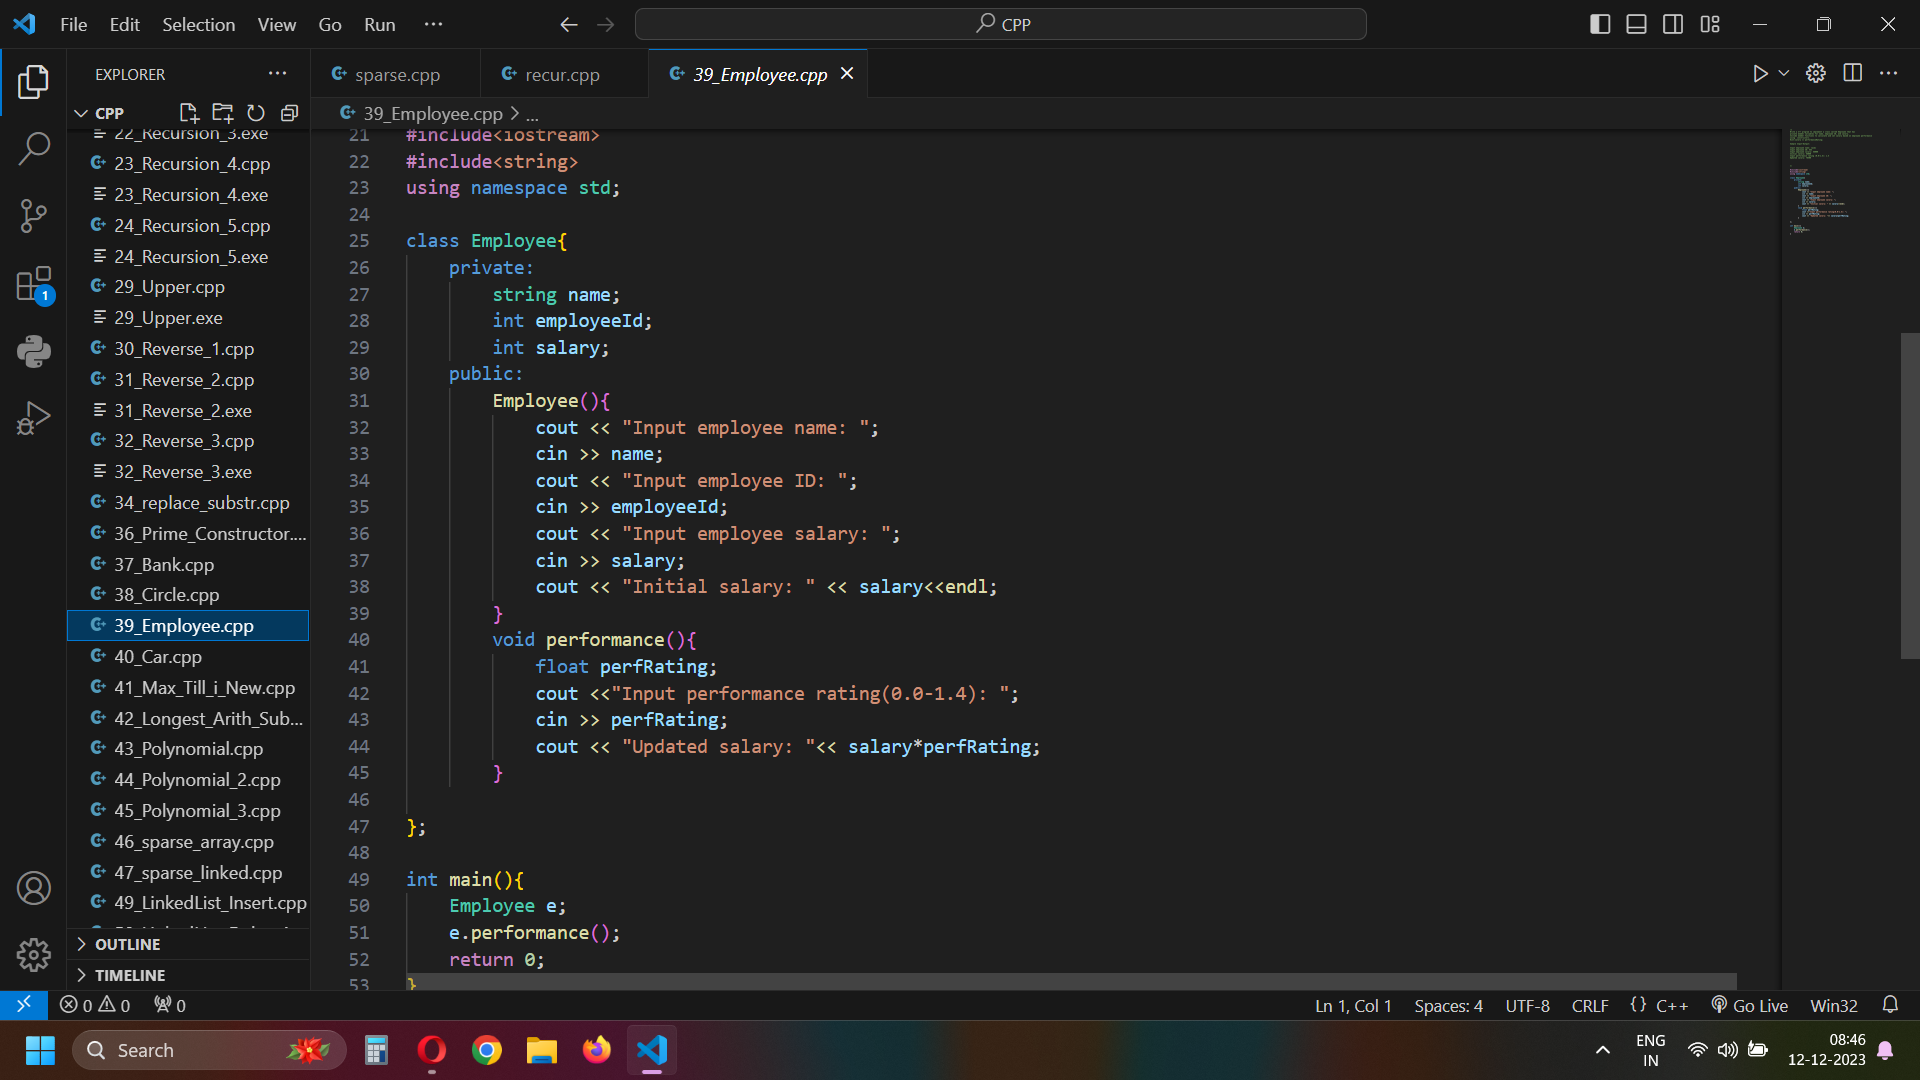 File Edit Selection View Go Run ···
CPP
EXPLORER ···
sparse.cpp
recur.cpp
39_Employee.cpp
CPP
39_Employee.cpp > ...
22_Recursion_3.exe
23_Recursion_4.cpp
23_Recursion_4.exe
24_Recursion_5.cpp
24_Recursion_5.exe
29_Upper.cpp
29_Upper.exe
30_Reverse_1.cpp
31_Reverse_2.cpp
31_Reverse_2.exe
32_Reverse_3.cpp
32_Reverse_3.exe
34_replace_substr.cpp
36_Prime_Constructor....
37_Bank.cpp
38_Circle.cpp
39_Employee.cpp
40_Car.cpp
41_Max_Till_i_New.cpp
42_Longest_Arith_Sub...
43_Polynomial.cpp
44_Polynomial_2.cpp
45_Polynomial_3.cpp
46_sparse_array.cpp
47_sparse_linked.cpp
49_LinkedList_Insert.cpp
OUTLINE
TIMELINE
1
21 #include<iostream>
22 #include<string>
23 using namespace std;
24
25 class Employee{
26     private:
27         string name;
28         int employeeId;
29         int salary;
30     public:
31         Employee(){
32             cout << "Input employee name: ";
33             cin >> name;
34             cout << "Input employee ID: ";
35             cin >> employeeId;
36             cout << "Input employee salary: ";
37             cin >> salary;
38             cout << "Initial salary: " << salary<<endl;
39         }
40         void performance(){
41             float perfRating;
42             cout <<"Input performance rating(0.0-1.4): ";
43             cin >> perfRating;
44             cout << "Updated salary: "<< salary*perfRating;
45         }
46
47 };
48
49 int main(){
50     Employee e;
51     e.performance();
52     return 0;
53 }
0 0 0
Ln 1, Col 1 Spaces: 4 UTF-8 CRLF {} C++ Go Live Win32
Search
ENG
IN
08:46
12-12-2023